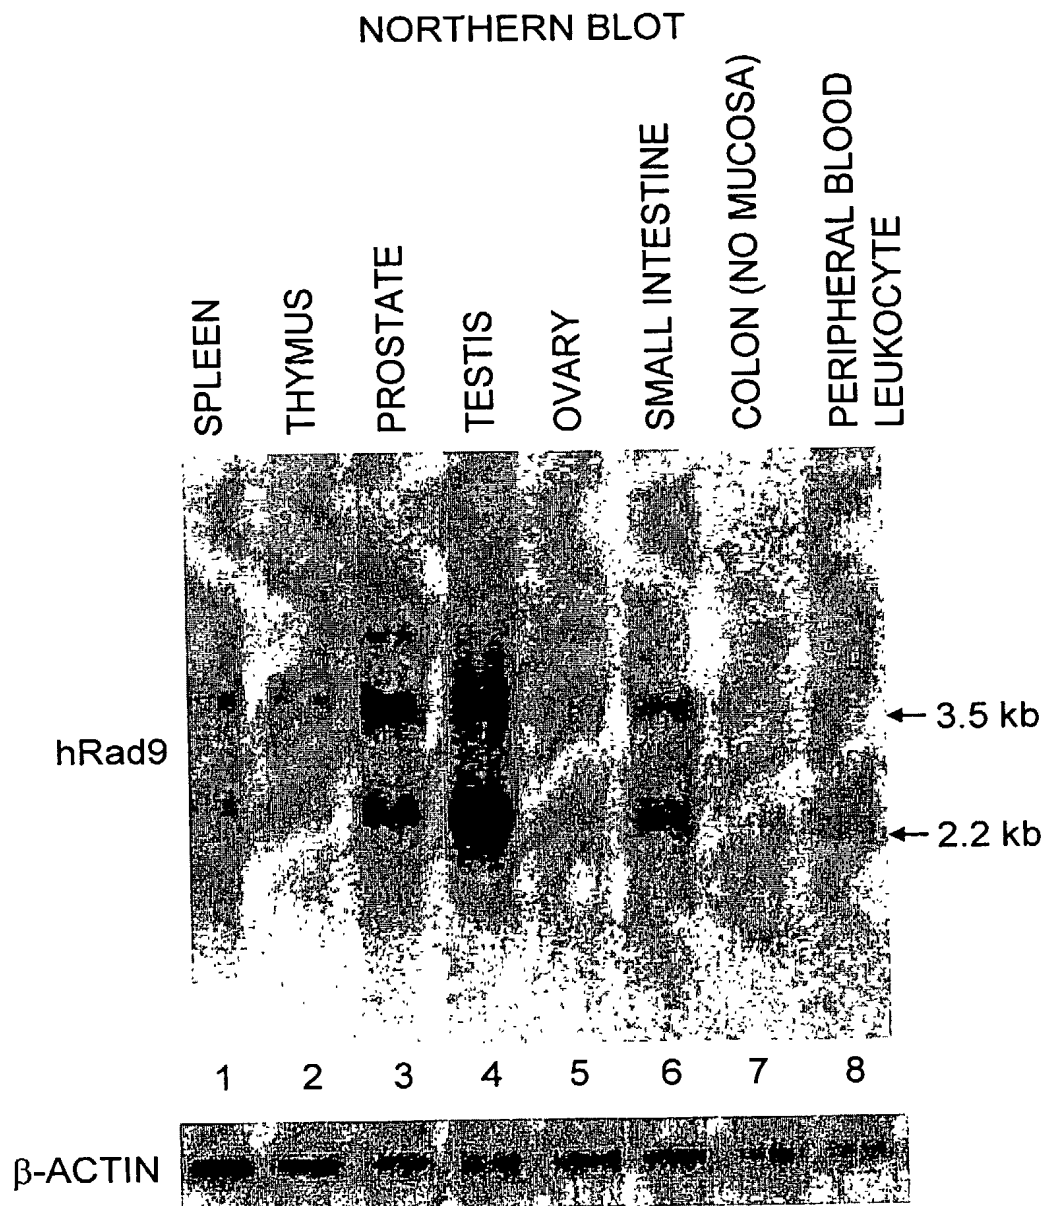 NORTHERN BLOT
SPLEEN
THYMUS
PROSTATE
TESTIS
OVARY
SMALL INTESTINE
COLON (NO MUCOSA)
PERIPHERAL BLOOD
LEUKOCYTE
hRad9
3.5 kb
2.2 kb
1 2 3 4 5 6 7 8
β-ACTIN